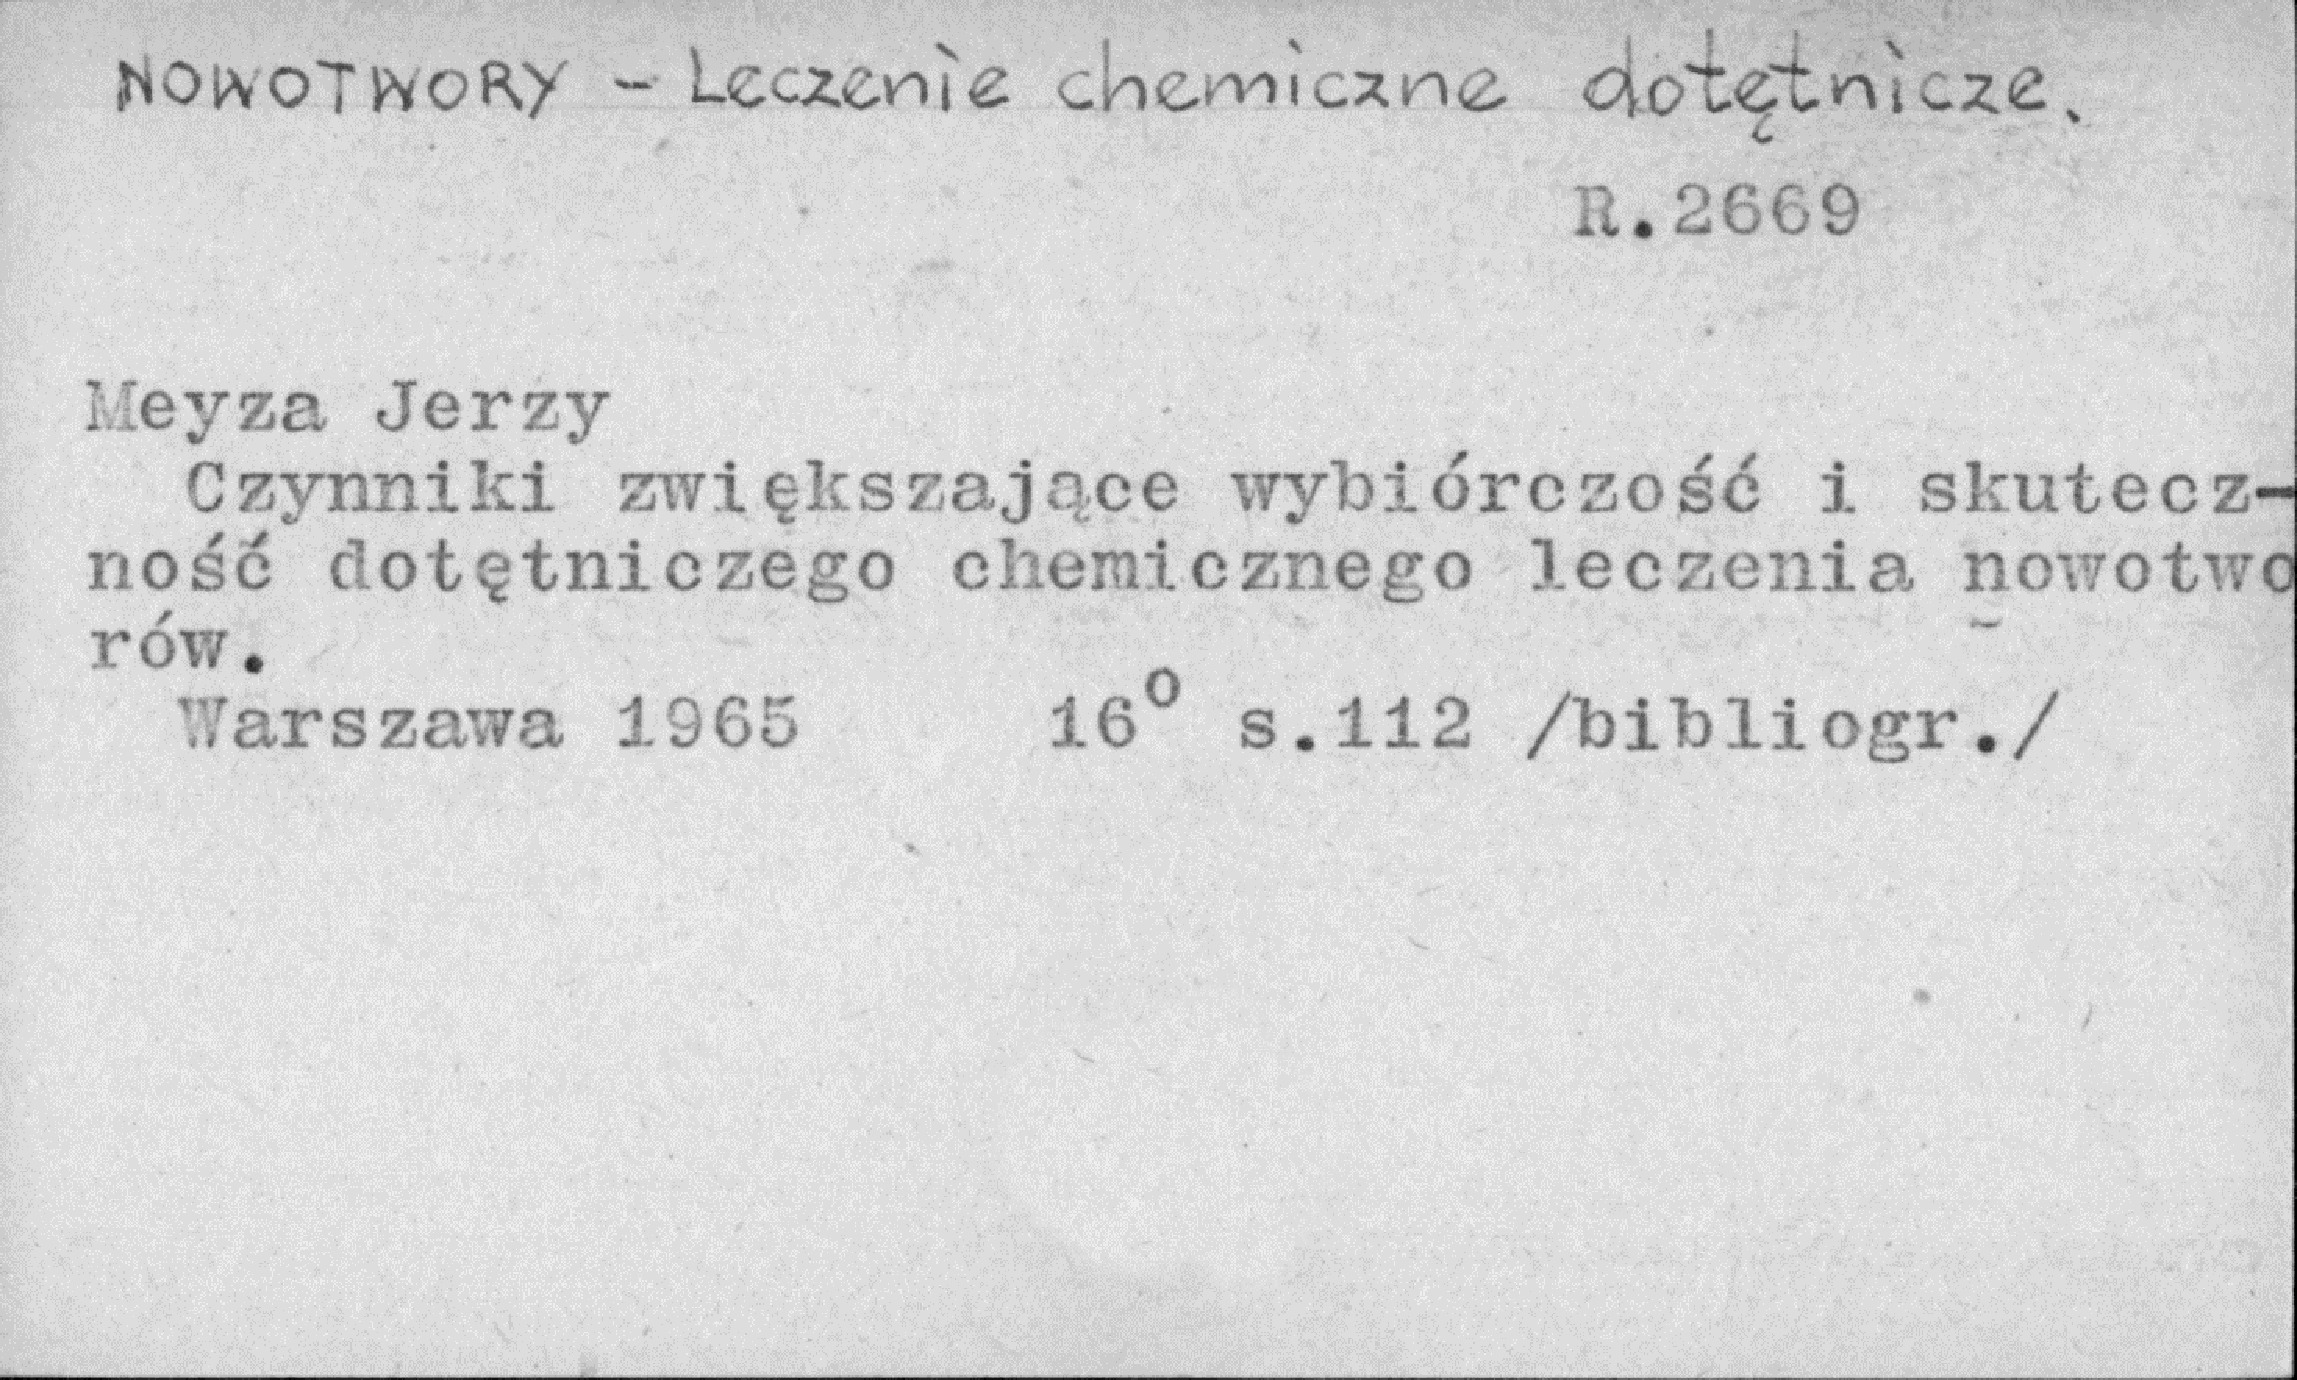 NOWOTWORY - Leczenie chemiczne dotętnicze.
R.2669
Meyza Jerzy
Czynniki zwiększające wybiórczość i skutecz-
ność dotętniczego chemicznego leczenia nowotwo
rów.
Warszawa 1965 16° s.112 /bibliogr./